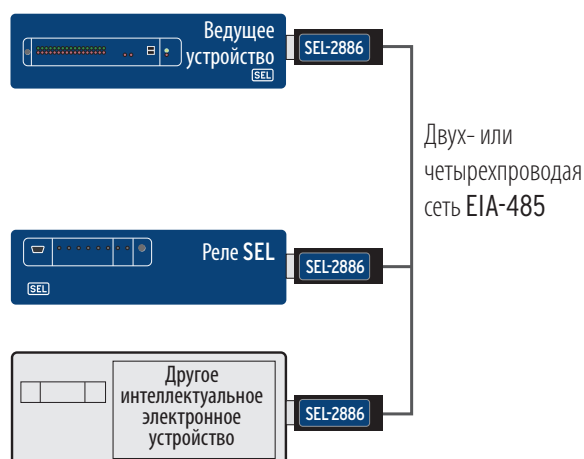 Ведущее
устройство
SEL
SEL-2886
Двух- или
четырехпроводая
сеть EIA-485
Реле SEL
SEL
SEL-2886
Другое
интеллектуальное
электронное
устройство
SEL-2886